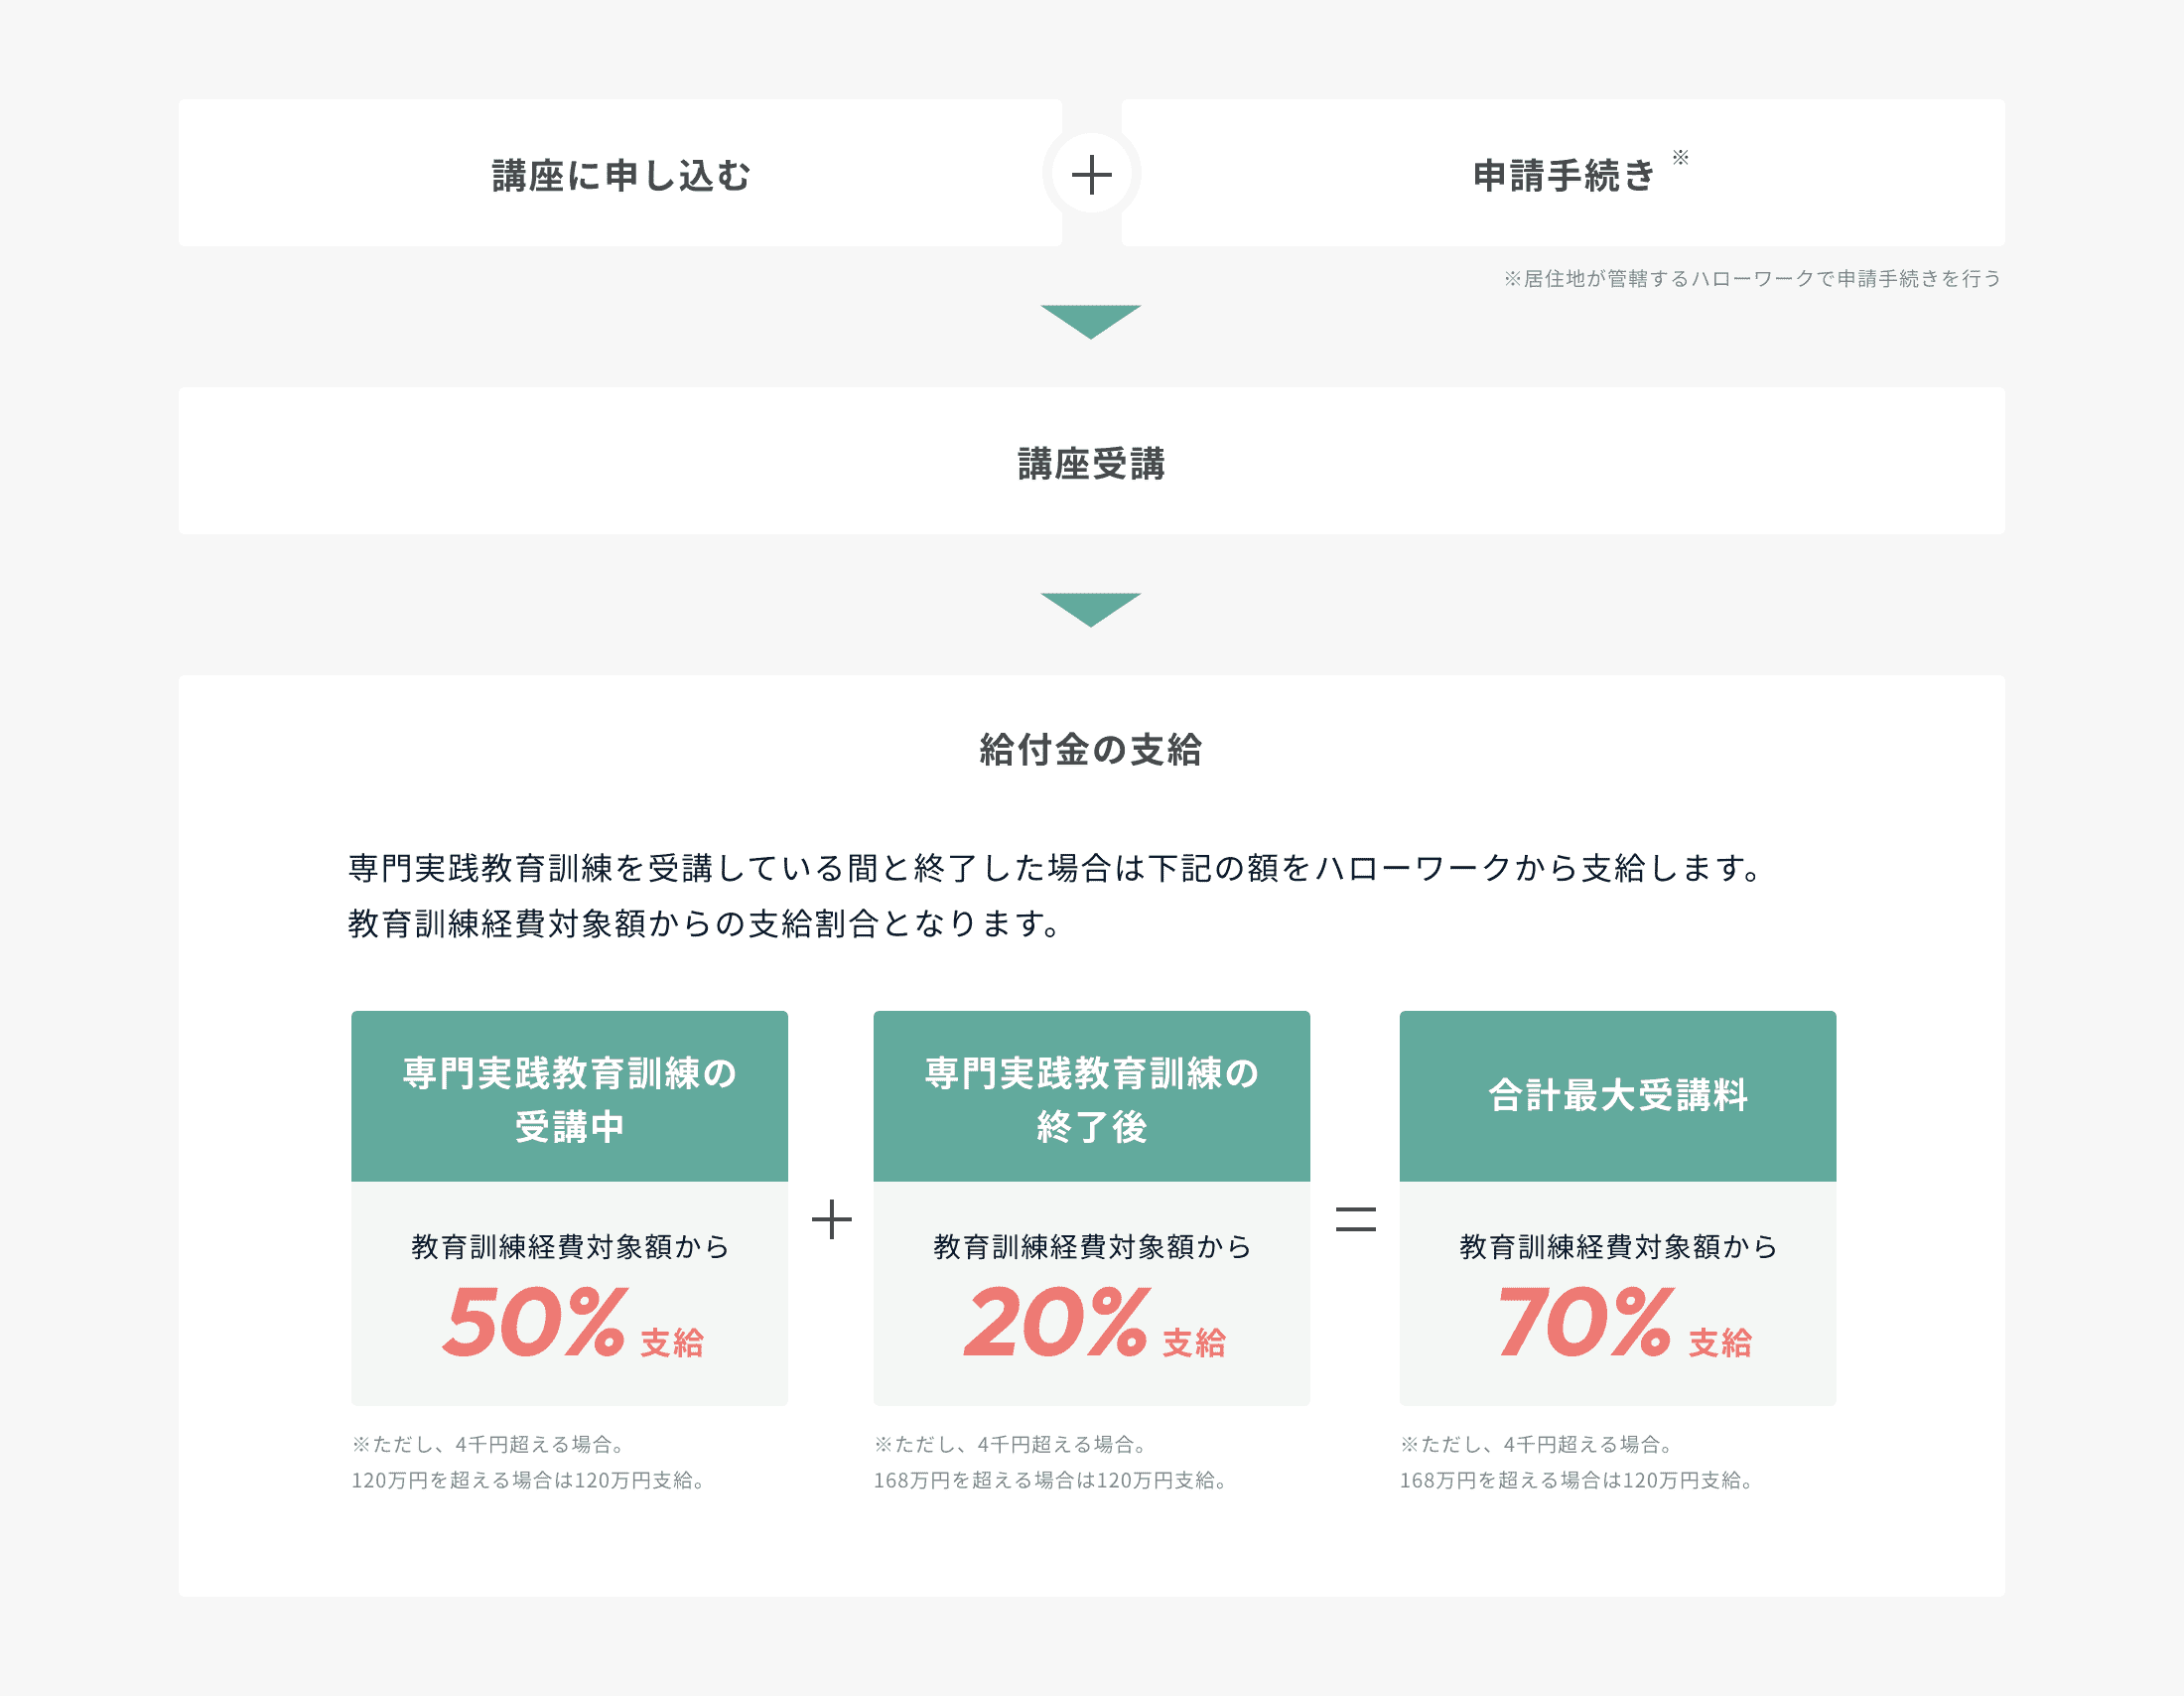 講座に申し込む
+
申請手続き ※
※居住地が管轄するハローワークで申請手続きを行う
講座受講
給付金の支給
専門実践教育訓練を受講している間と終了した場合は下記の額をハローワークから支給します。
教育訓練経費対象額からの支給割合となります。
専門実践教育訓練の
受講中
教育訓練経費対象額から
50% 支給
※ただし、4千円超える場合。
120万円を超える場合は120万円支給。
+
専門実践教育訓練の
終了後
教育訓練経費対象額から
20% 支給
※ただし、4千円超える場合。
168万円を超える場合は120万円支給。
=
合計最大受講料
教育訓練経費対象額から
70% 支給
※ただし、4千円超える場合。
168万円を超える場合は120万円支給。